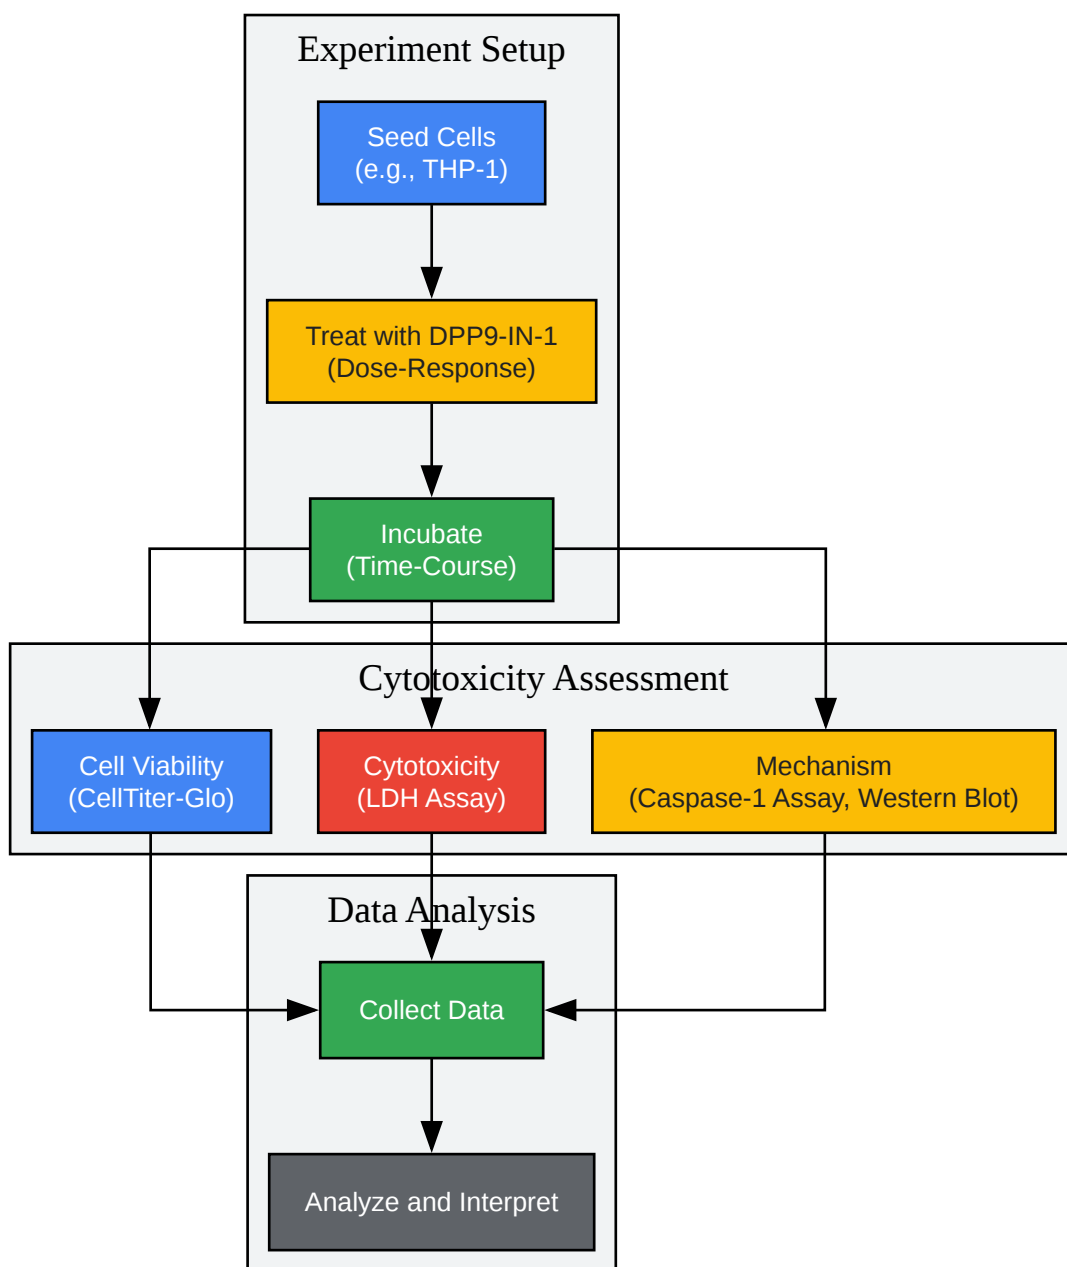 Experiment Setup
Seed Cells
(e.g., THP-1)
Treat with DPP9-IN-1
(Dose-Response)
Incubate
(Time-Course)
Cytotoxicity Assessment
Cell Viability
(CellTiter-Glo)
Cytotoxicity
(LDH Assay)
Mechanism
(Caspase-1 Assay, Western Blot)
Data Analysis
Collect Data
Analyze and Interpret